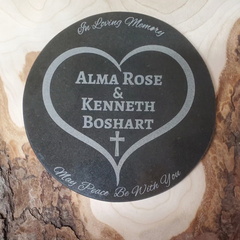 In Loving Memory
ALMA ROSE
&
KENNETH
BOSHART
May Peace Be With You